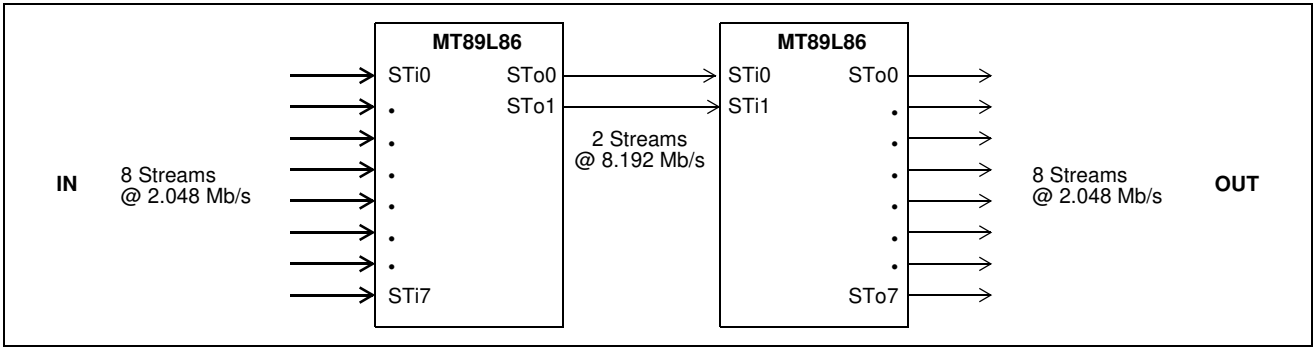 MT89L86
MT89L86
STi0 STo0
STi0 STo0
. STo1
STi1 .
. .
. 2 Streams
@ 8.192 Mb/s
IN
8 Streams
@ 2.048 Mb/s
. .
. .
. .
8 Streams
@ 2.048 Mb/s
OUT
STi7
STo7